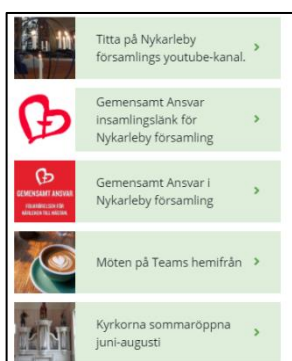 Titta på Nykarleby
församlings youtube-kanal.
Gemensamt Ansvar
insamlingslänk för
Nykarleby församling
GEMENSAMT ANSVAR
Gemensamt Ansvar i
Nykarleby församling
Möten på Teams hemifrån
Kyrkorna sommaröppna
juni-augusti